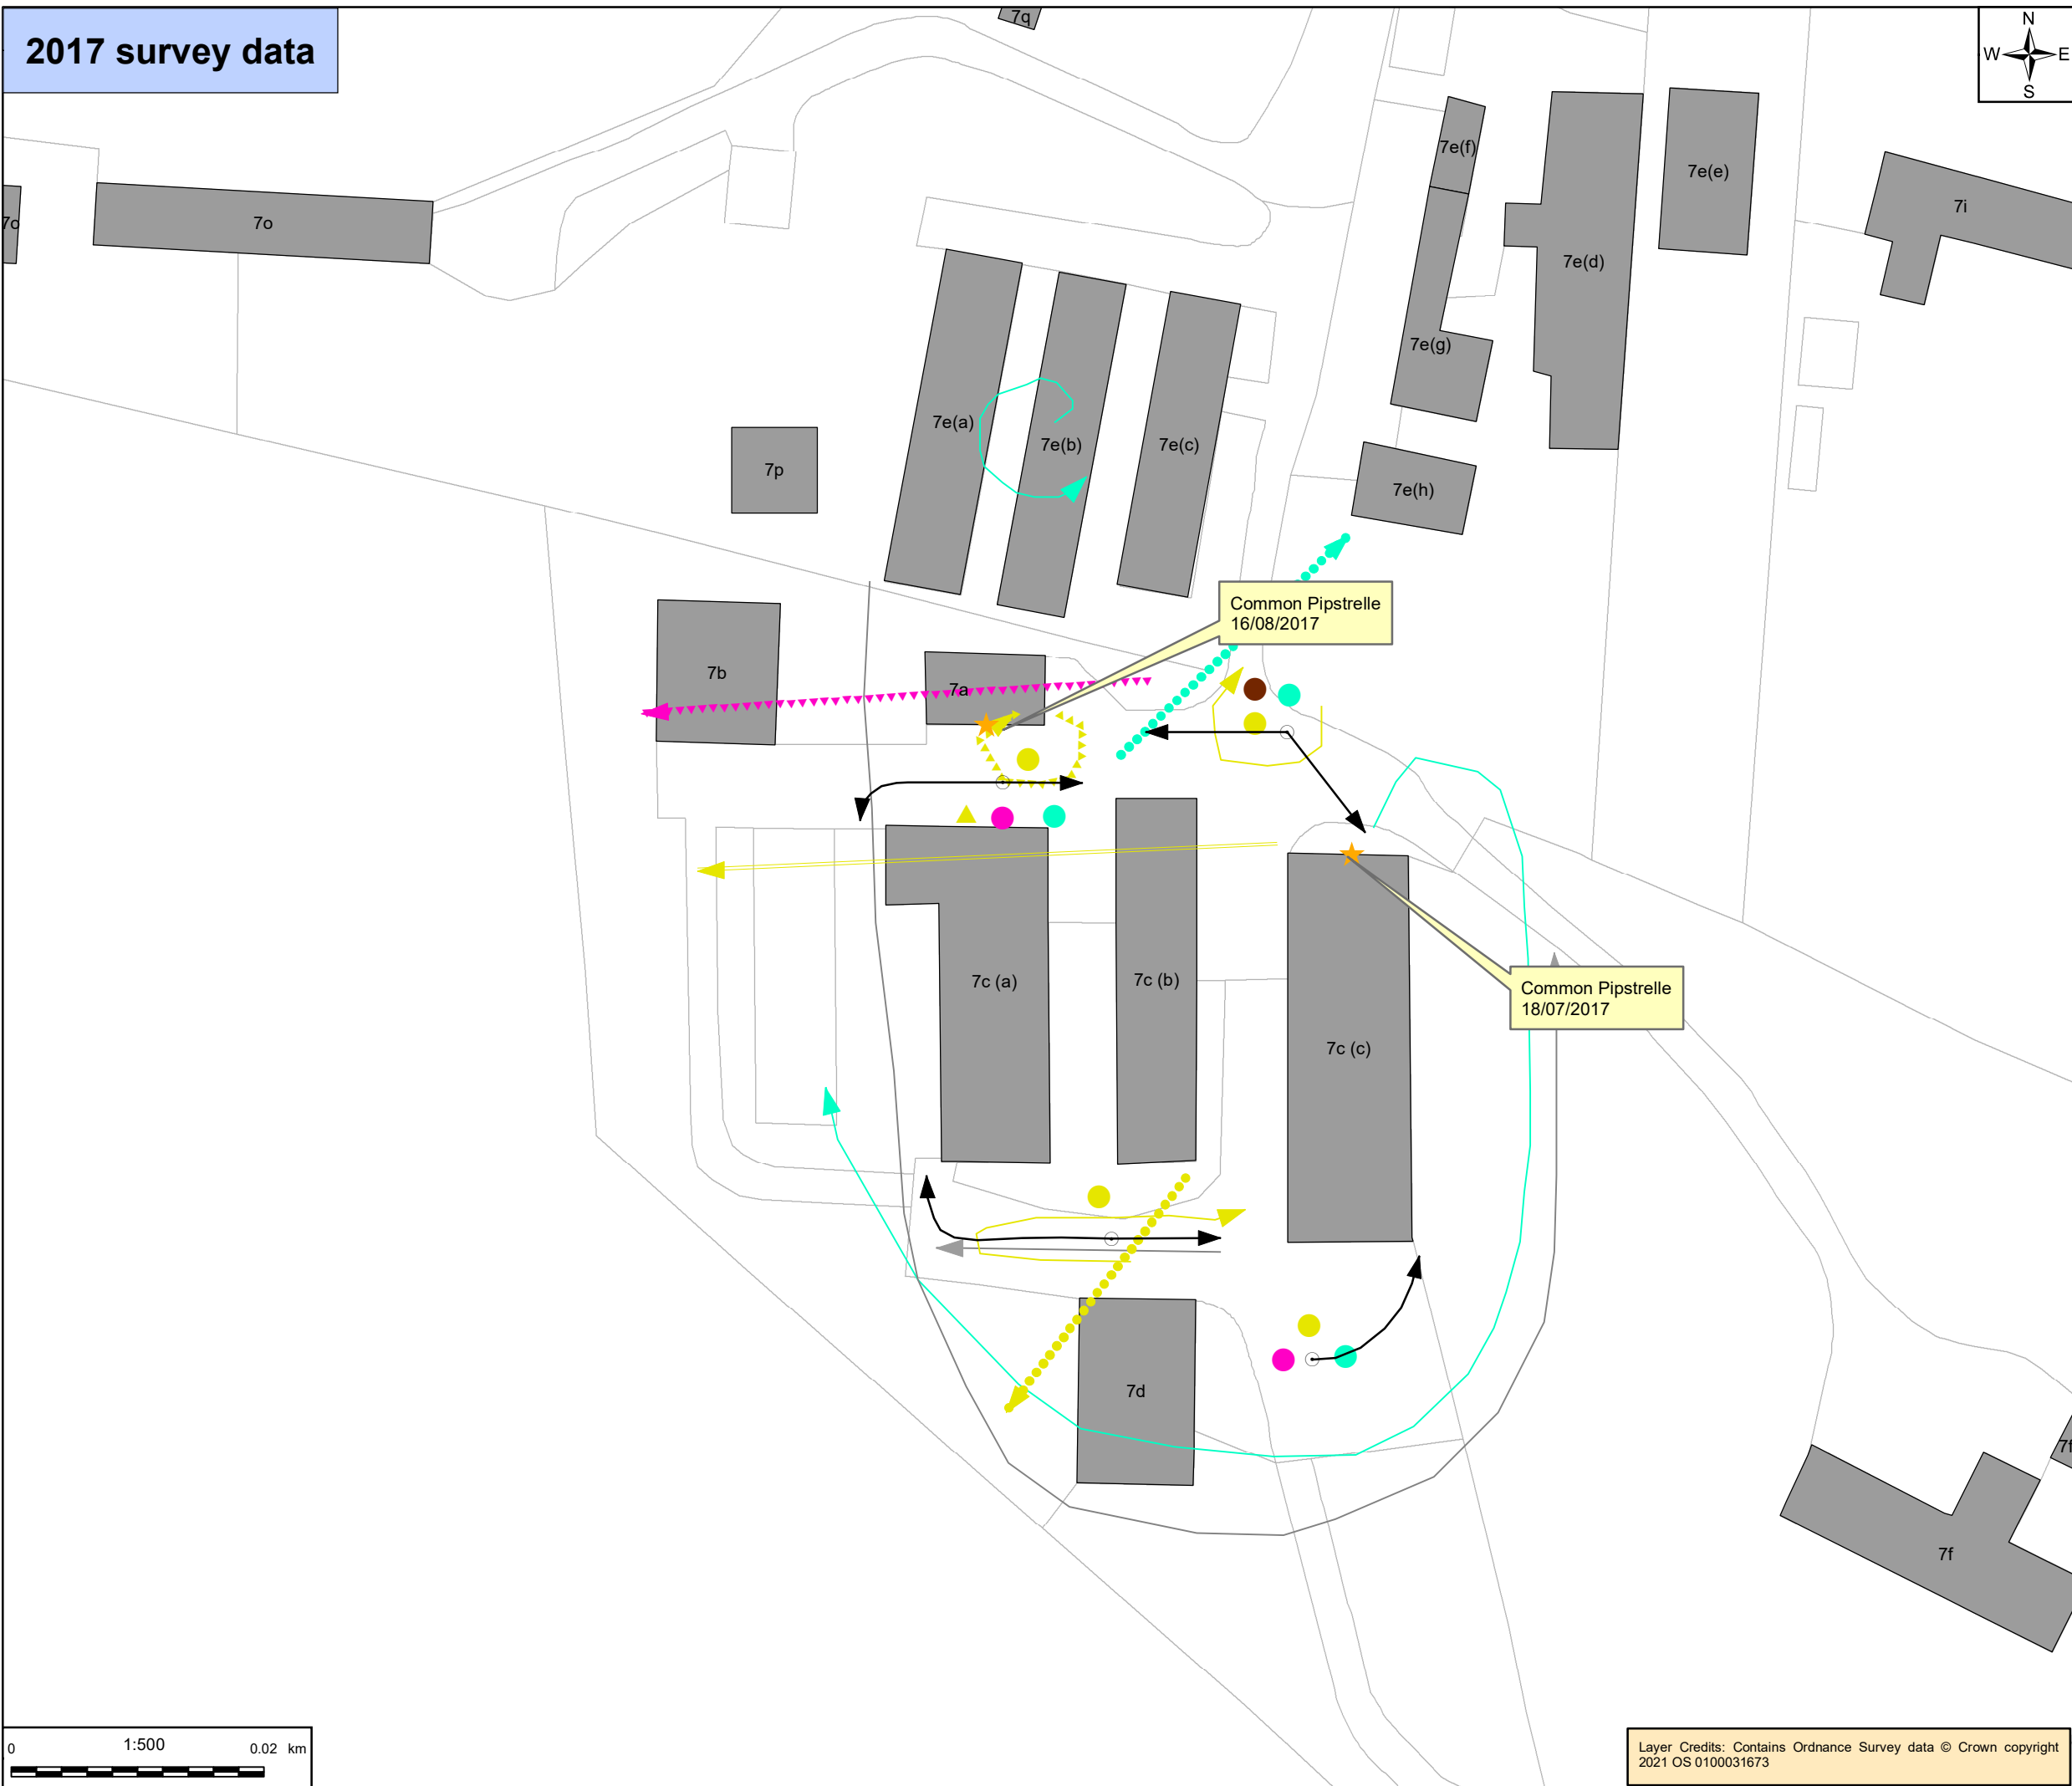 2017 survey data
N
W E
S
7q
7e(f)
7e(e)
7i
7o
7o
7e(d)
7e(g)
7e(a)
7e(b)
7e(c)
7p
7e(h)
Common Pipstrelle
16/08/2017
7b
7a
7c (a)
7c (b)
Common Pipstrelle
18/07/2017
7c (c)
7d
7f
7f
0 1:500 0.02 km
Layer Credits: Contains Ordnance Survey data © Crown copyright
2021 OS 0100031673